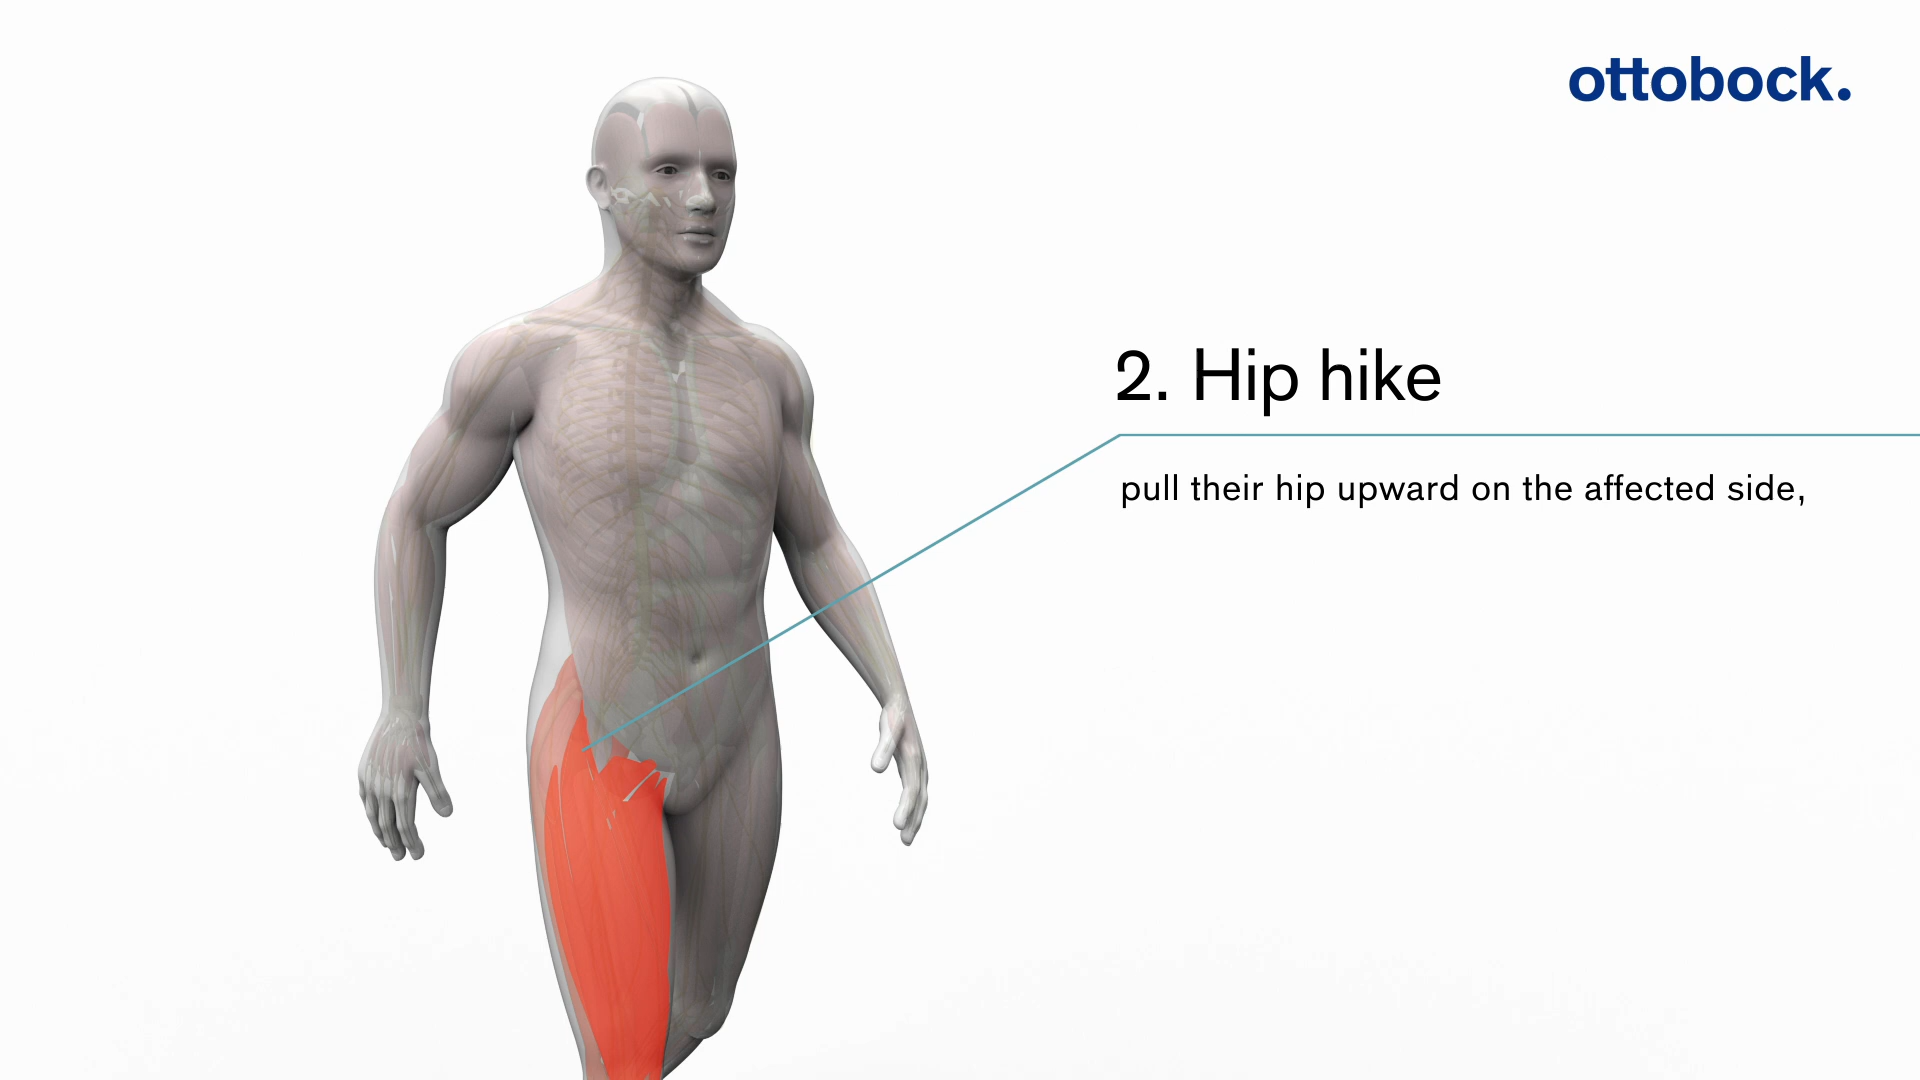 ottobock.
2. Hip hike
pull their hip upward on the affected side,